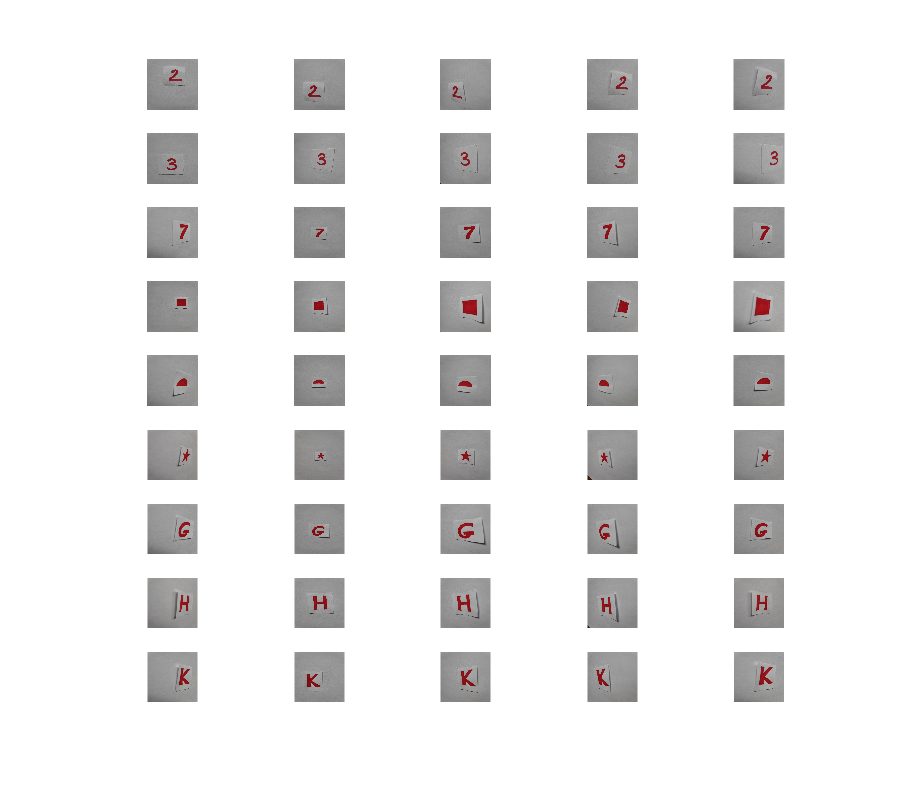 2 2 2 2 2
3 3 3 3 3
7 7 7 7 7
G G G G G
H H H H H
K K K K K